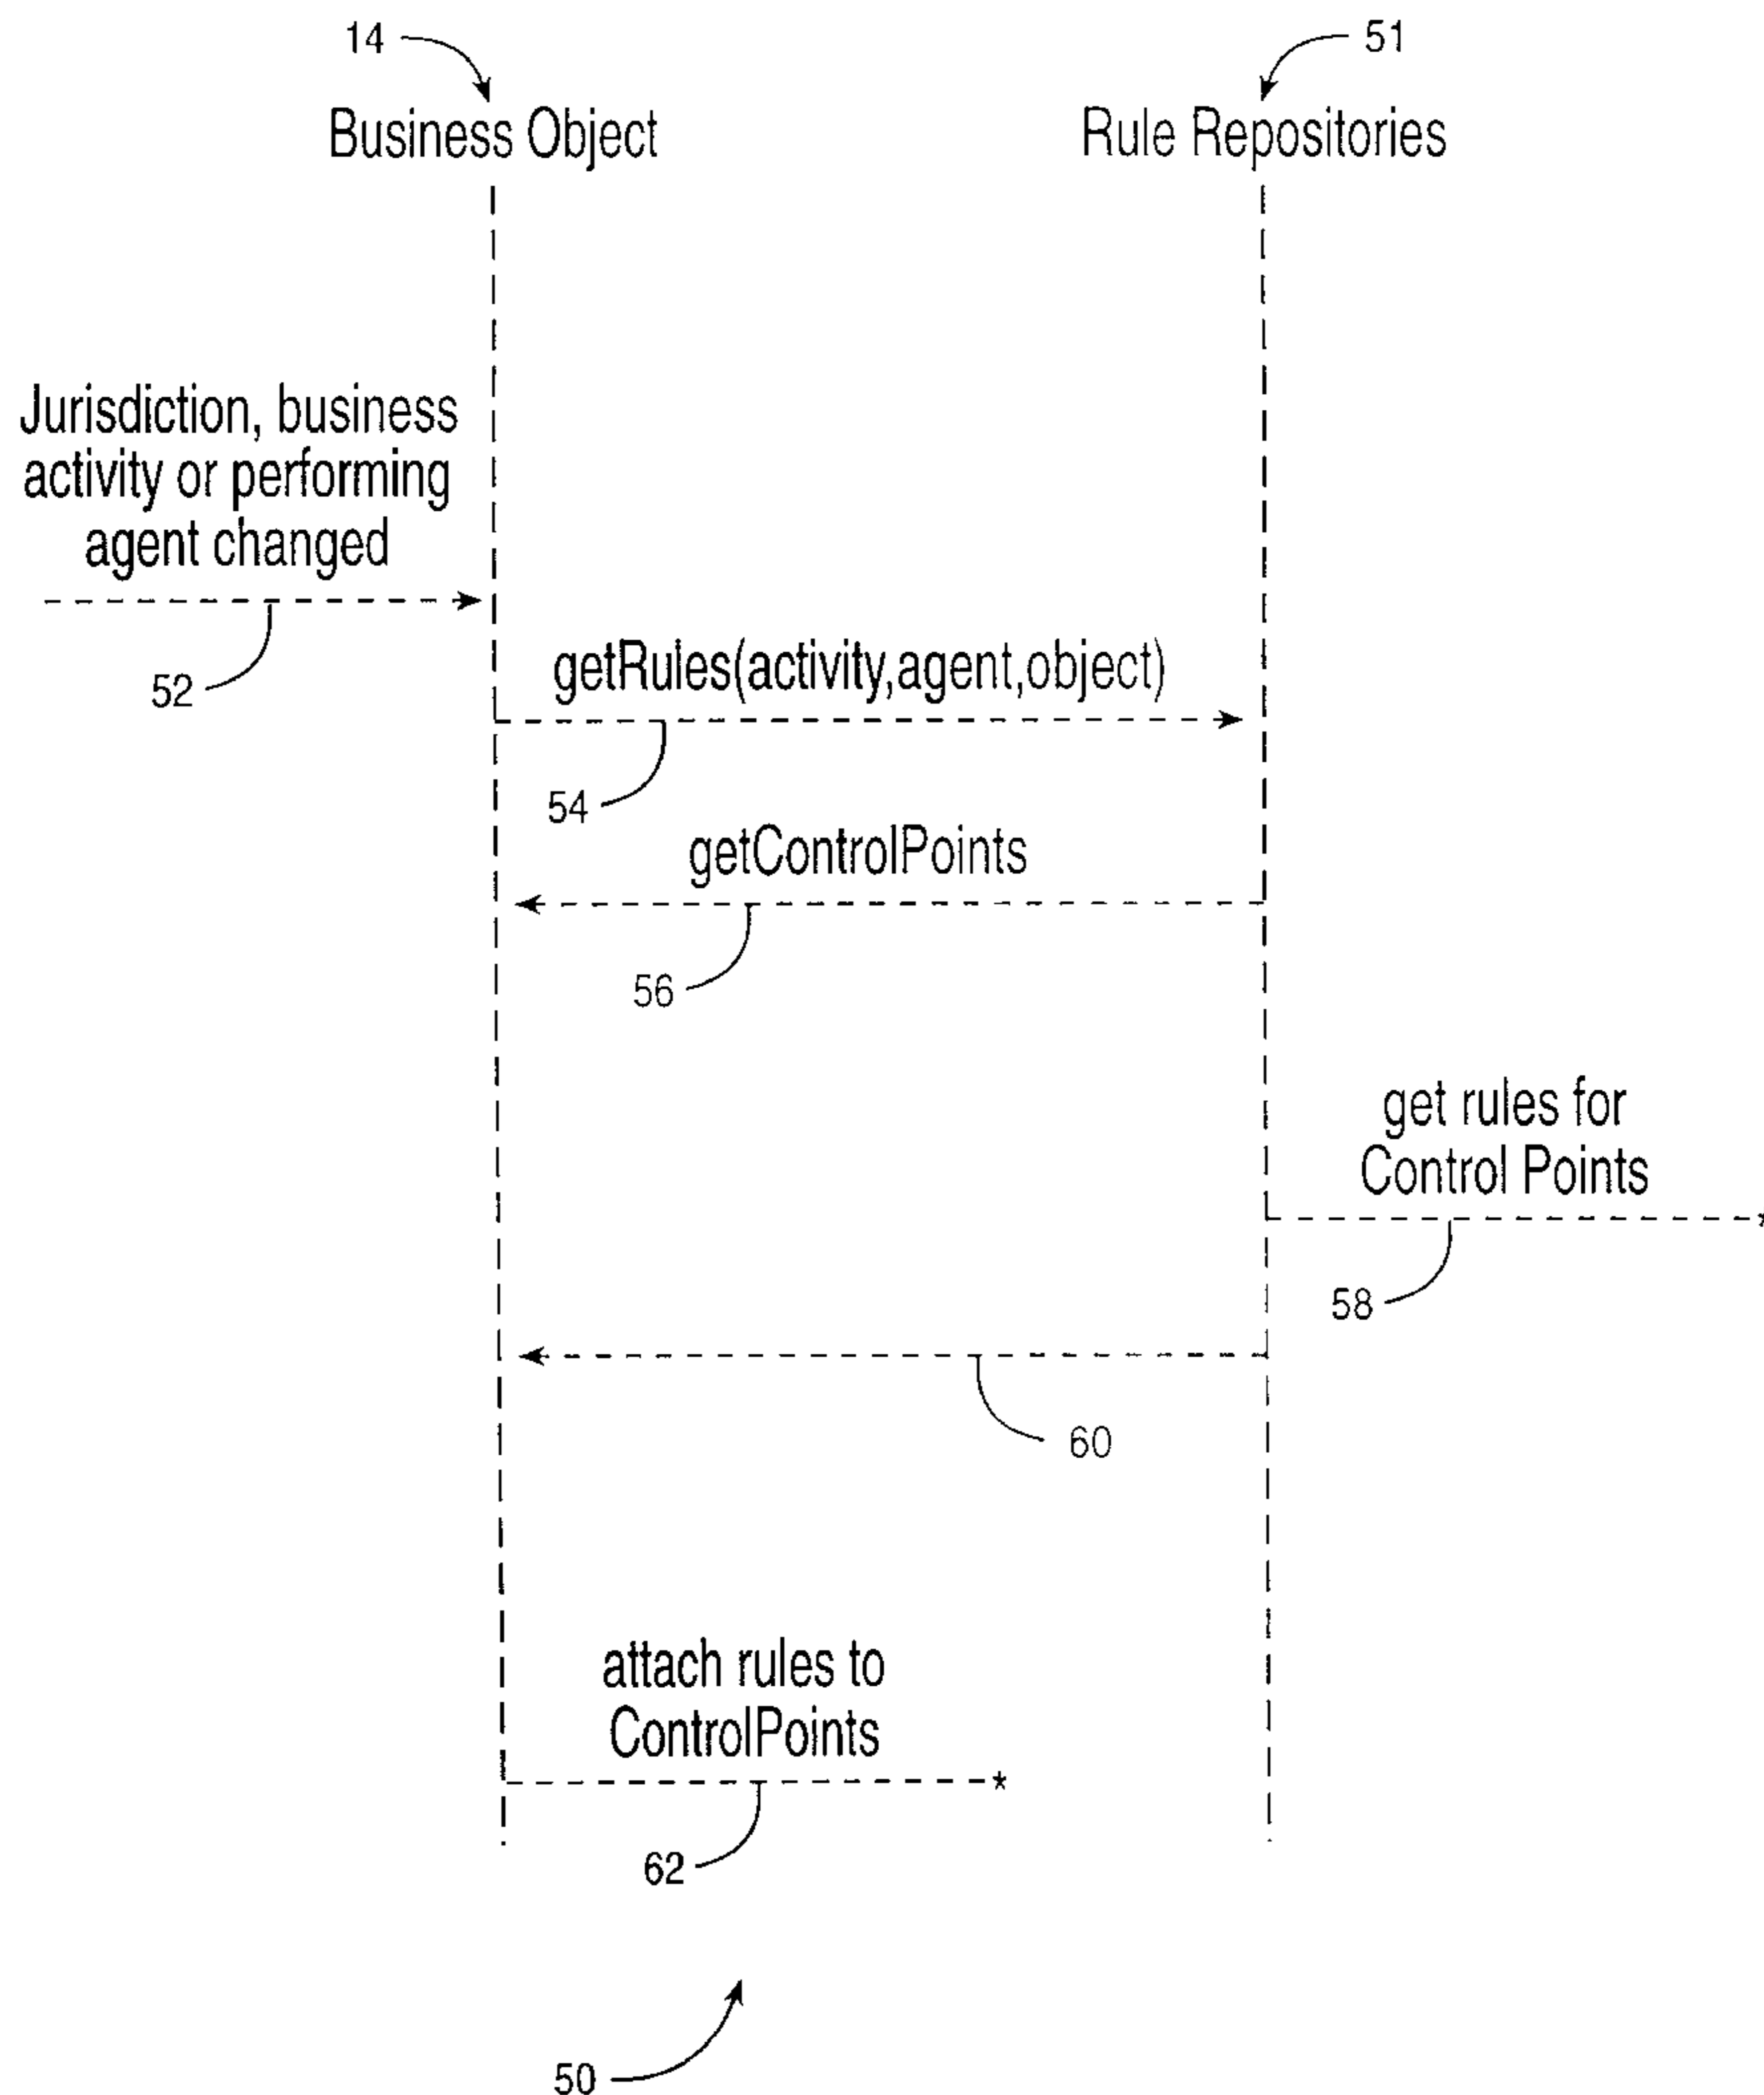 14
51
Business Object
Rule Repositories
Jurisdiction, business
activity or performing
agent changed
52
getRules(activity,agent,object)
54
getControlPoints
56
get rules for
Control Points
58
60
attach rules to
ControlPoints
62
50